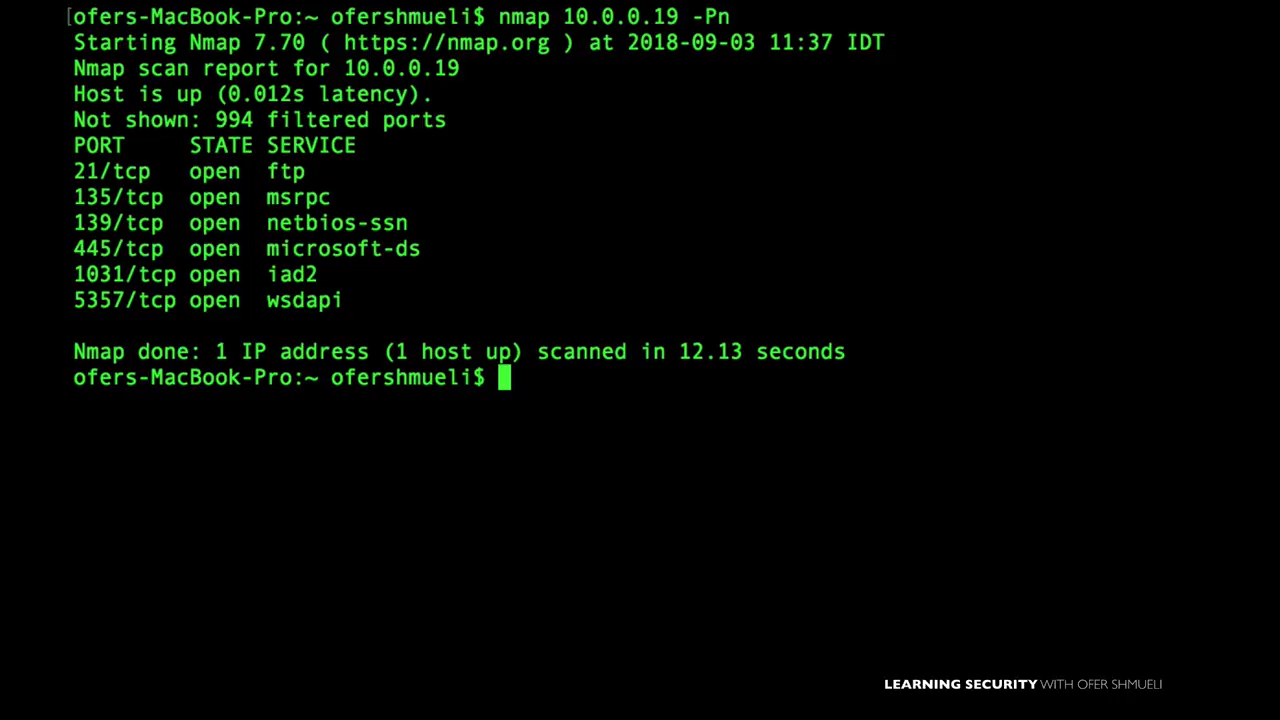 [ofers-MacBook-Pro:~ ofershmueli$ nmap 10.0.0.19 -Pn
Starting Nmap 7.70 ( https://nmap.org ) at 2018-09-03 11:37 IDT
Nmap scan report for 10.0.0.19
Host is up (0.012s latency).
Not shown: 994 filtered ports
PORT     STATE SERVICE
21/tcp   open  ftp
135/tcp  open  msrpc
139/tcp  open  netbios-ssn
445/tcp  open  microsoft-ds
1031/tcp open  iad2
5357/tcp open  wsdapi
Nmap done: 1 IP address (1 host up) scanned in 12.13 seconds
ofers-MacBook-Pro:~ ofershmueli$
LEARNING SECURITY WITH OFER SHMUELI